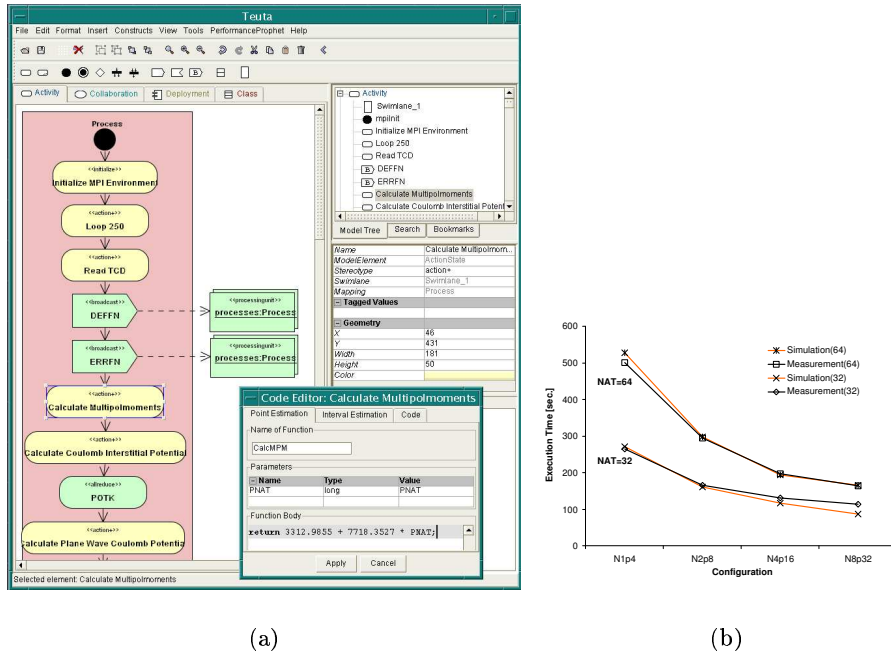 Teuta
File Edit Format Insert Constructs View Tools PerformanceProphet Help
Activity Collaboration Deployment Class
Process
<<initialize>>
Initialize MPI Environment
<<action+>>
Loop 250
<<action+>>
Read TCD
<<broadcast>>
DEFFN
<<processingunit>>
processes:Process
<<broadcast>>
ERRFN
<<processingunit>>
processes:Process
<<action+>>
Calculate Multipolmoments
<<action+>>
Calculate Coulomb Interstitial Potential
<<allreduce>>
POTK
<<action+>>
Calculate Plane Wave Coulomb Potential
Selected element: Calculate Multipolmoments
Activity
Swimlane_1
mpiInit
Initialize MPI Environment
Loop 250
Read TCD
B DEFFN
B ERRFN
Calculate Multipolmoments
Calculate Coulomb Interstitial Potent
Model Tree Search Bookmarks
Name Calculate Multipolmom...
ModelElement ActionState
Stereotype action+
Swimlane Swimlane_1
Mapping Process
Tagged Values
Geometry
X 46
Y 431
Width 181
Height 50
Color
Code Editor: Calculate Multipolmoments
Point Estimation Interval Estimation Code
Name of Function
CalcMPM
Parameters
Name Type Value
PNAT long PNAT
Function Body
return 3312.9855 + 7718.3527 * PNAT;
Apply Cancel
(a)
600
500
400
300
200
100
0
Execution Time [sec.]
NAT=64
NAT=32
Simulation(64)
Measurement(64)
Simulation(32)
Measurement(32)
N1p4 N2p8 N4p16 N8p32
Configuration
(b)